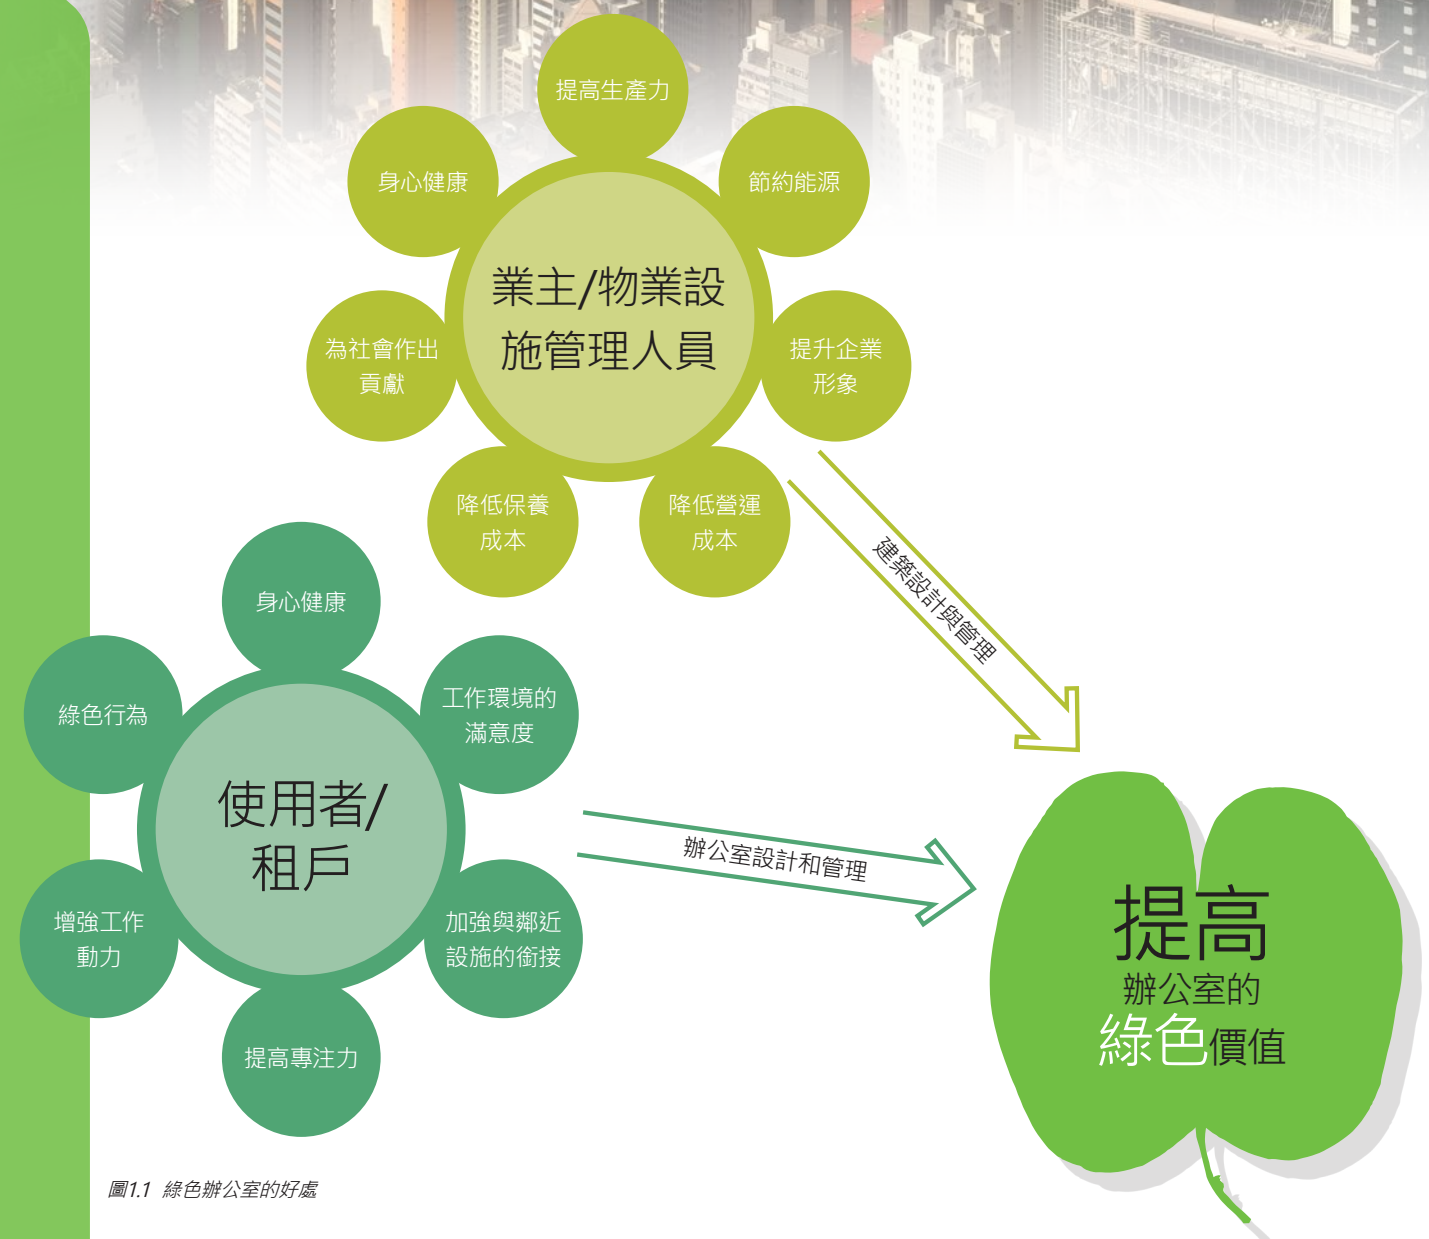 提高生產力
身心健康
節約能源
業主/物業設
施管理人員
為社會作出
貢獻
提升企業
形象
降低保養
成本
降低營運
成本
建築設計與管理
身心健康
綠色行為
工作環境的
滿意度
使用者/
租戶
辦公室設計和管理
增強工作
動力
加強與鄰近
設施的銜接
提高專注力
提高
辦公室的
綠色價值
圖1.1 綠色辦公室的好處